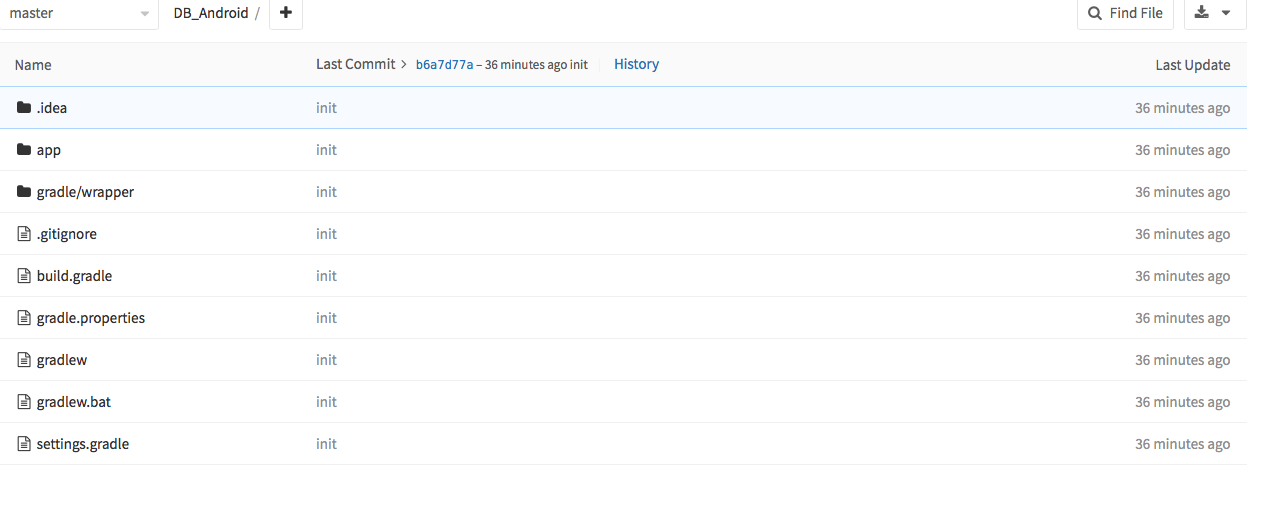 master DB_Android / + Find File
Name Last Commit > b6a7d77a – 36 minutes ago init History Last Update
.idea init 36 minutes ago
app init 36 minutes ago
gradle/wrapper init 36 minutes ago
.gitignore init 36 minutes ago
build.gradle init 36 minutes ago
gradle.properties init 36 minutes ago
gradlew init 36 minutes ago
gradlew.bat init 36 minutes ago
settings.gradle init 36 minutes ago